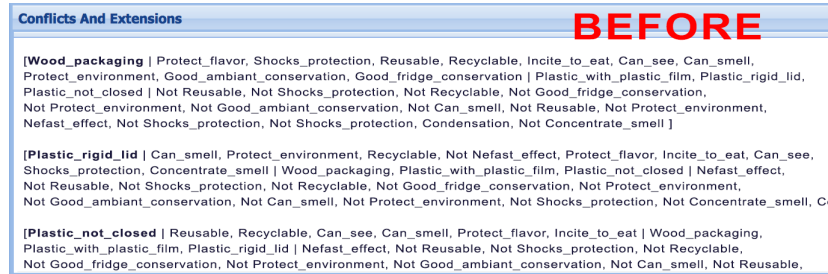 Conflicts And Extensions
BEFORE
[Wood_packaging | Protect_flavor, Shocks_protection, Reusable, Recyclable, Incite_to_eat, Can_see, Can_smell,
Protect_environment, Good_ambiant_conservation, Good_fridge_conservation | Plastic_with_plastic_film, Plastic_rigid_lid,
Plastic_not_closed | Not Reusable, Not Shocks_protection, Not Recyclable, Not Good_fridge_conservation,
Not Protect_environment, Not Good_ambiant_conservation, Not Can_smell, Not Reusable, Not Protect_environment,
Nefast_effect, Not Shocks_protection, Not Shocks_protection, Condensation, Not Concentrate_smell ]
[Plastic_rigid_lid | Can_smell, Protect_environment, Recyclable, Not Nefast_effect, Protect_flavor, Incite_to_eat, Can_see,
Shocks_protection, Concentrate_smell | Wood_packaging, Plastic_with_plastic_film, Plastic_not_closed | Nefast_effect,
Not Reusable, Not Shocks_protection, Not Recyclable, Not Good_fridge_conservation, Not Protect_environment,
Not Good_ambiant_conservation, Not Can_smell, Not Protect_environment, Not Shocks_protection, Not Concentrate_smell,
[Plastic_not_closed | Reusable, Recyclable, Can_see, Can_smell, Protect_flavor, Incite_to_eat | Wood_packaging,
Plastic_with_plastic_film, Plastic_rigid_lid | Nefast_effect, Not Reusable, Not Shocks_protection, Not Recyclable,
Not Good_fridge_conservation, Not Protect_environment, Not Good_ambiant_conservation, Not Can_smell, Not Reusable,